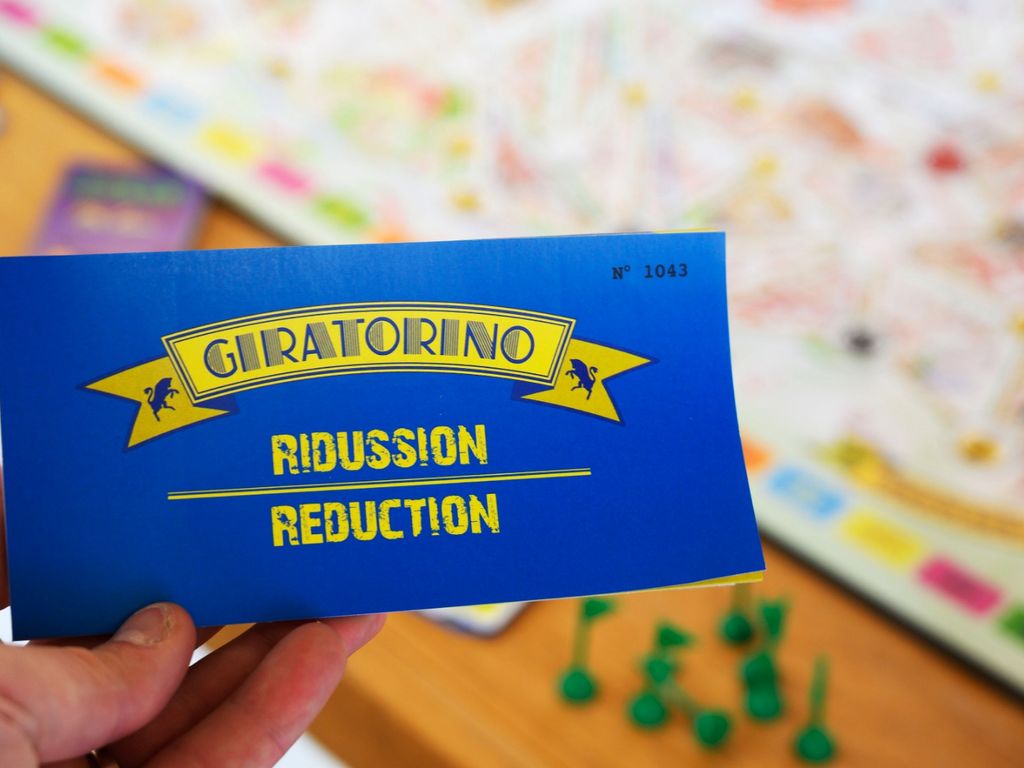 N° 1043
GIRATORINO
RIDUSSION
REDUCTION